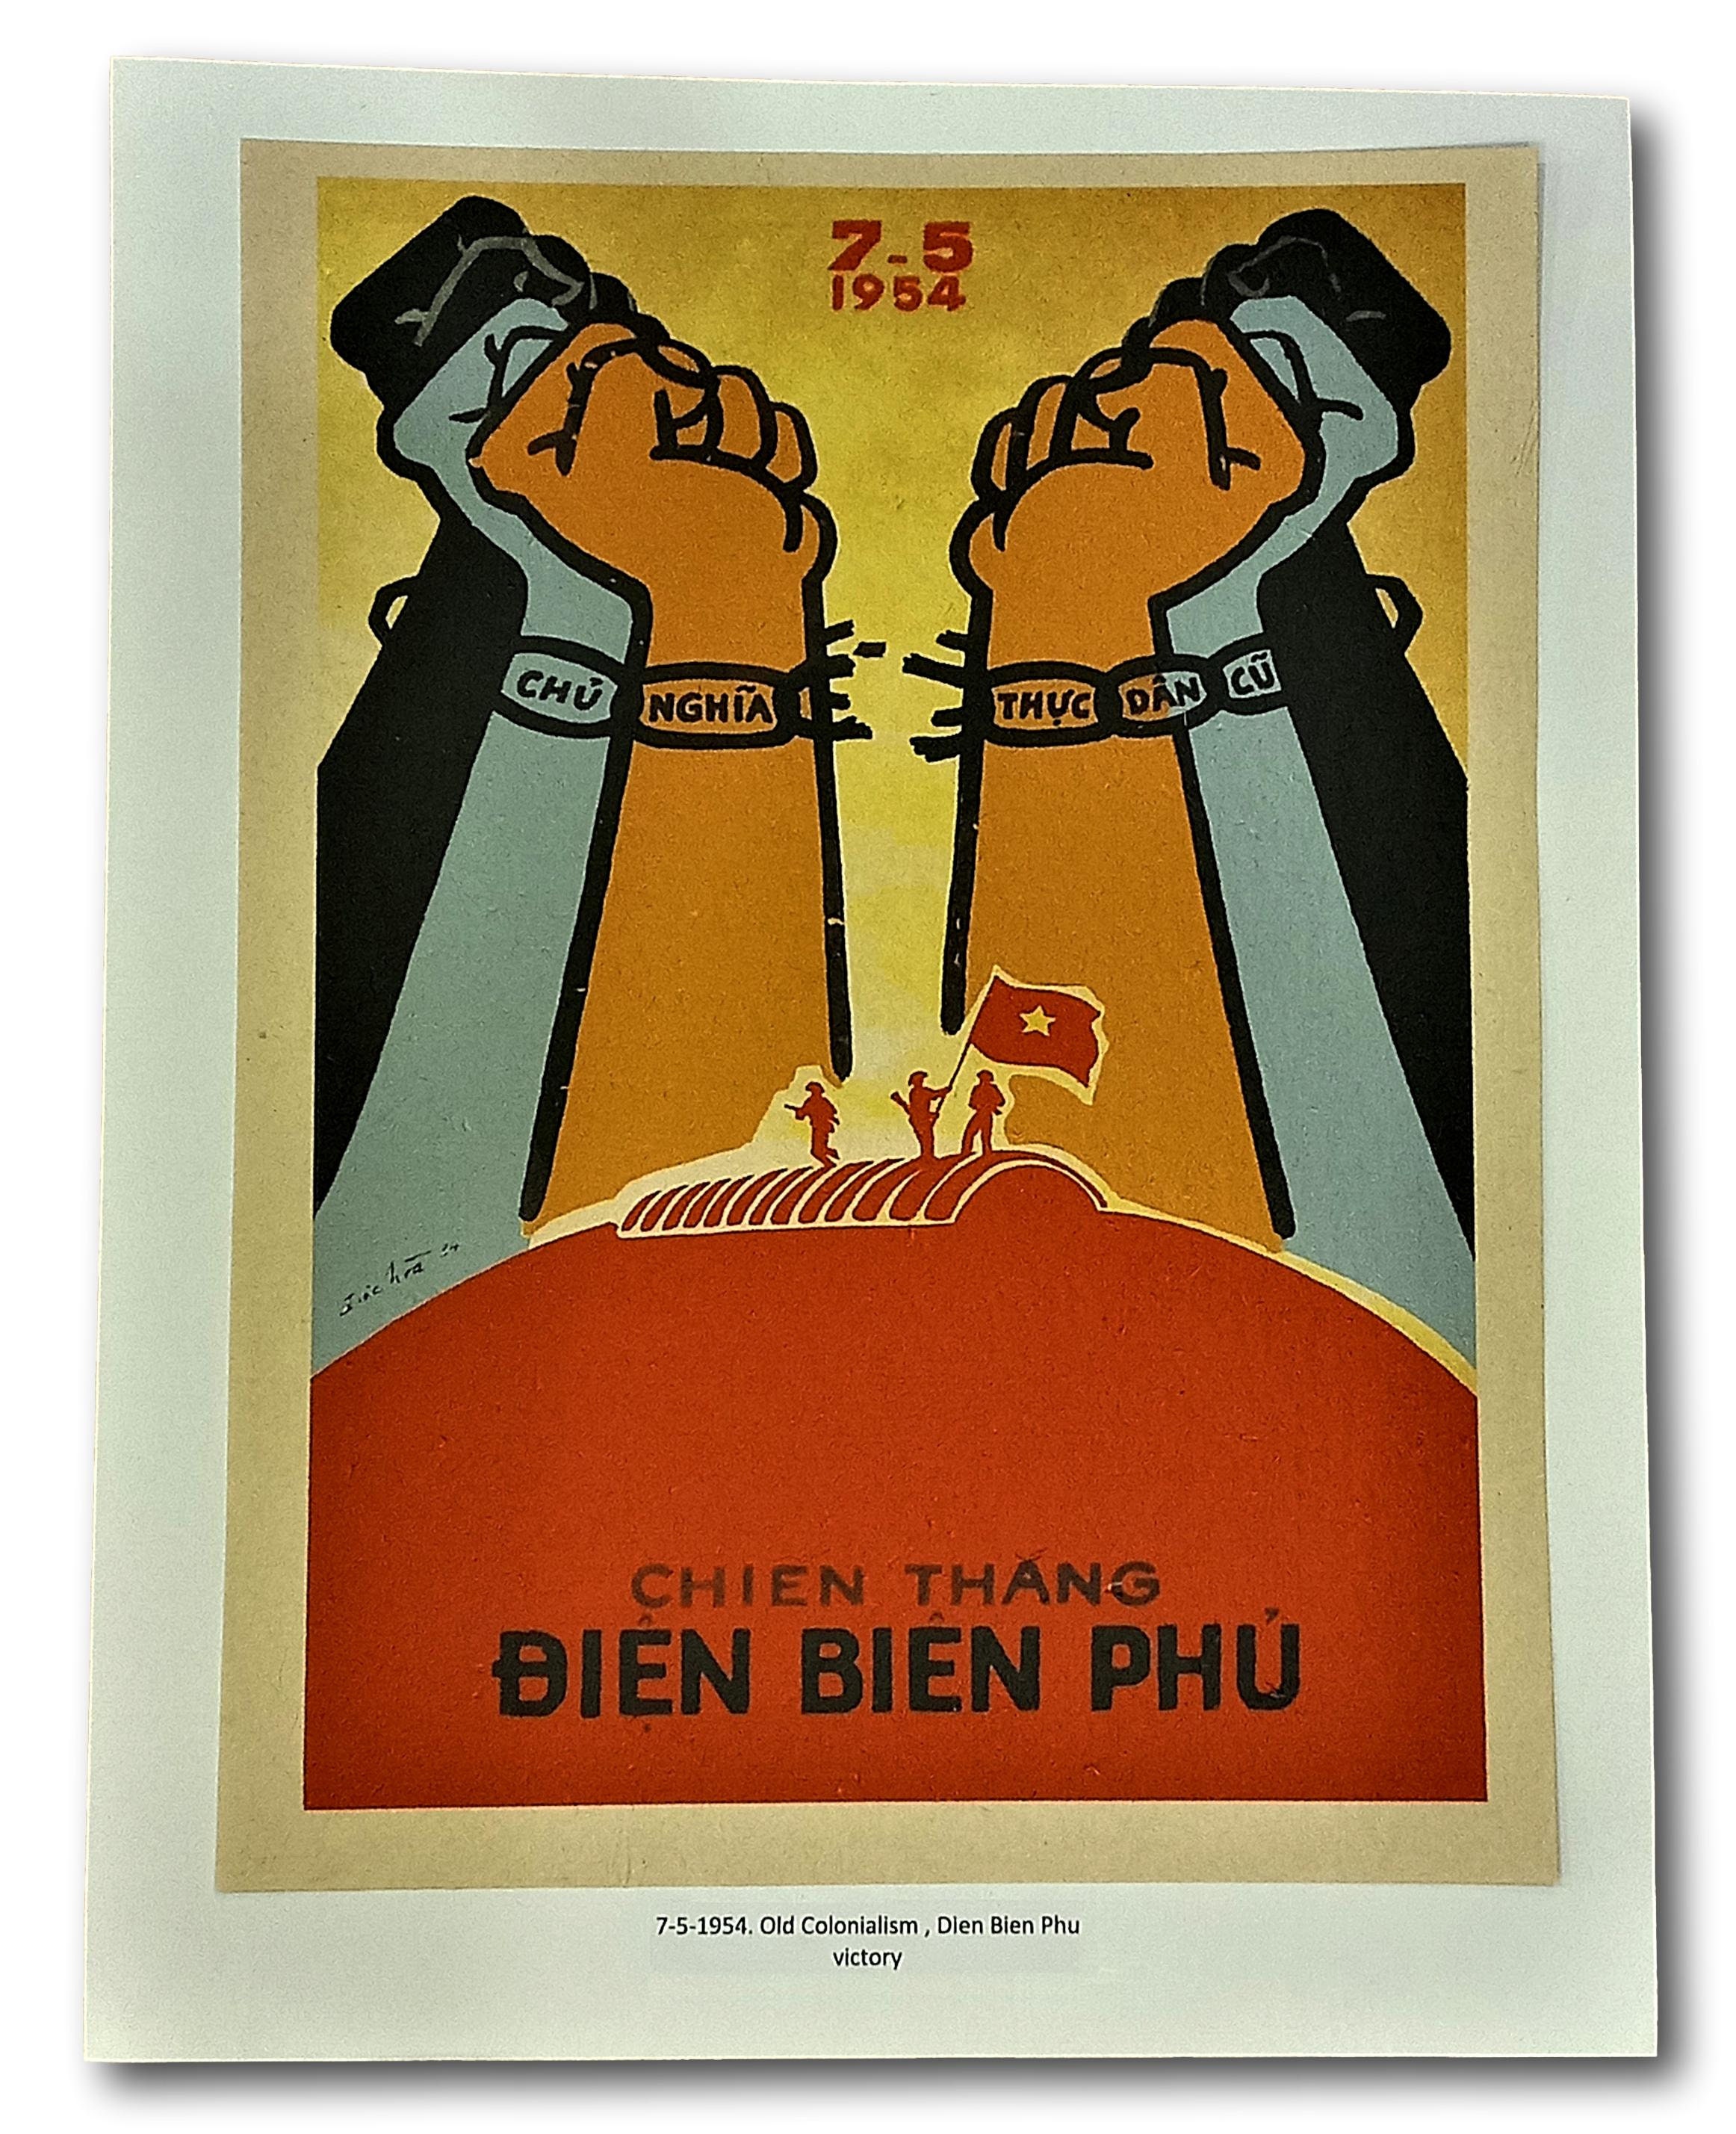 7-5
1954
CHỦ NGHĨA THỰC DÂN CŨ
CHIẾN THẮNG
ĐIỆN BIÊN PHỦ
7-5-1954. Old Colonialism , Dien Bien Phu
victory